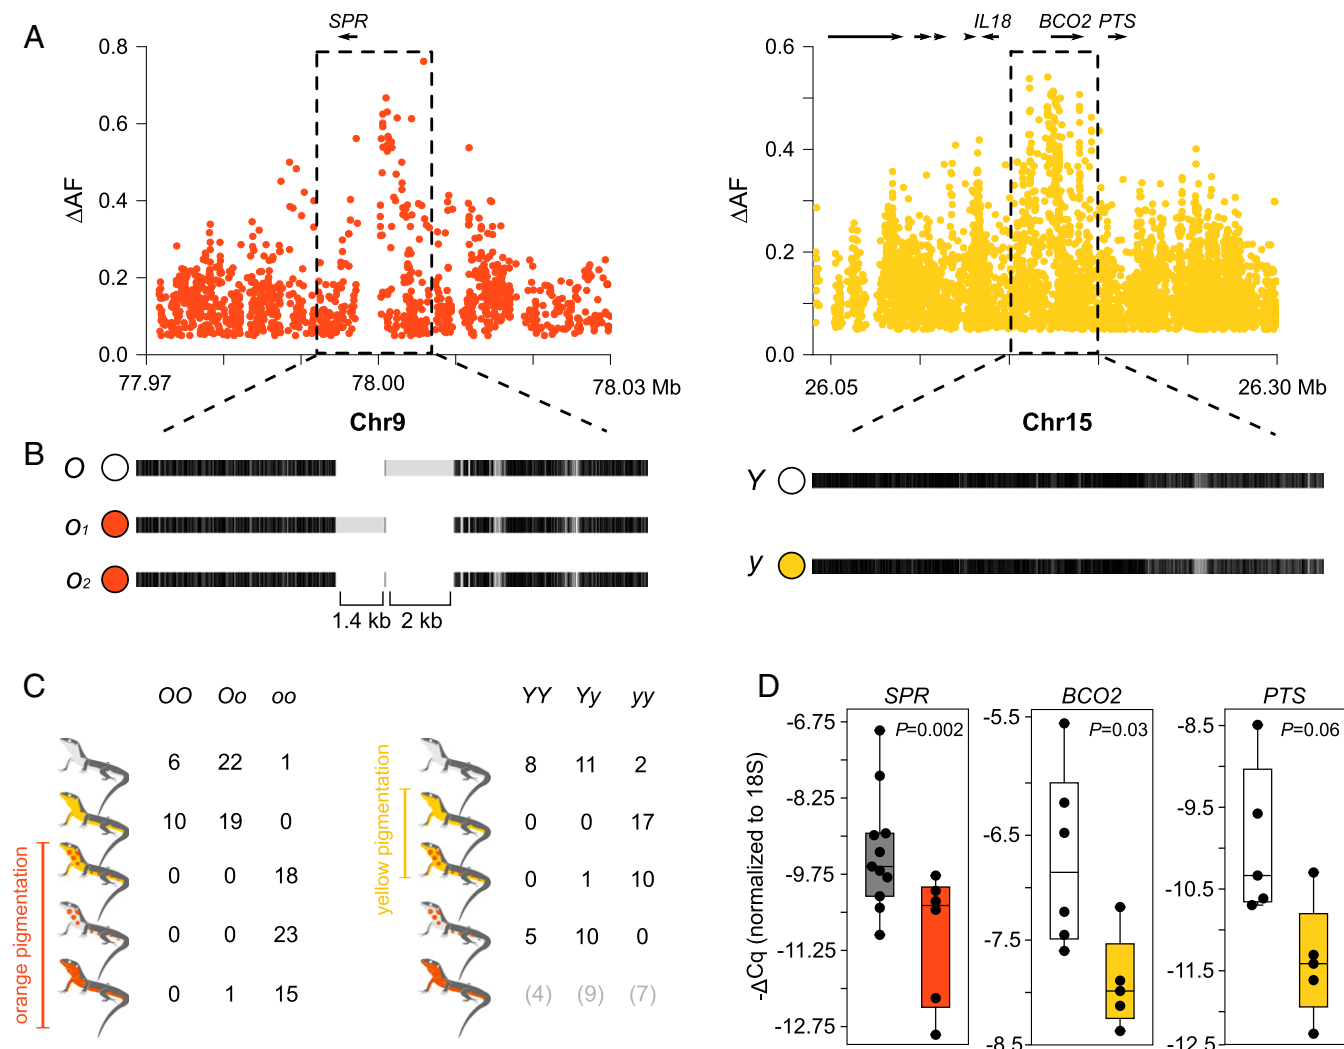 A
SPR
0.8
0.6
0.4
0.2
0.0
ΔAF
77.97
78.00
78.03 Mb
Chr9
IL18
BCO2
PTS
0.6
0.4
0.2
0.0
ΔAF
26.05
26.30 Mb
Chr15
B
O
o1
o2
1.4 kb
2 kb
Y
y
C
OO Oo oo
6 22 1
10 19 0
0 0 18
0 0 23
0 1 15
orange pigmentation
YY Yy yy
8 11 2
0 0 17
0 1 10
5 10 0
(4) (9) (7)
yellow pigmentation
D
SPR
P=0.002
-6.75
-8.25
-9.75
-11.25
-12.75
-ΔCq (normalized to 18S)
BCO2
P=0.03
-5.5
-6.5
-7.5
-8.5
PTS
P=0.06
-8.5
-9.5
-10.5
-11.5
-12.5